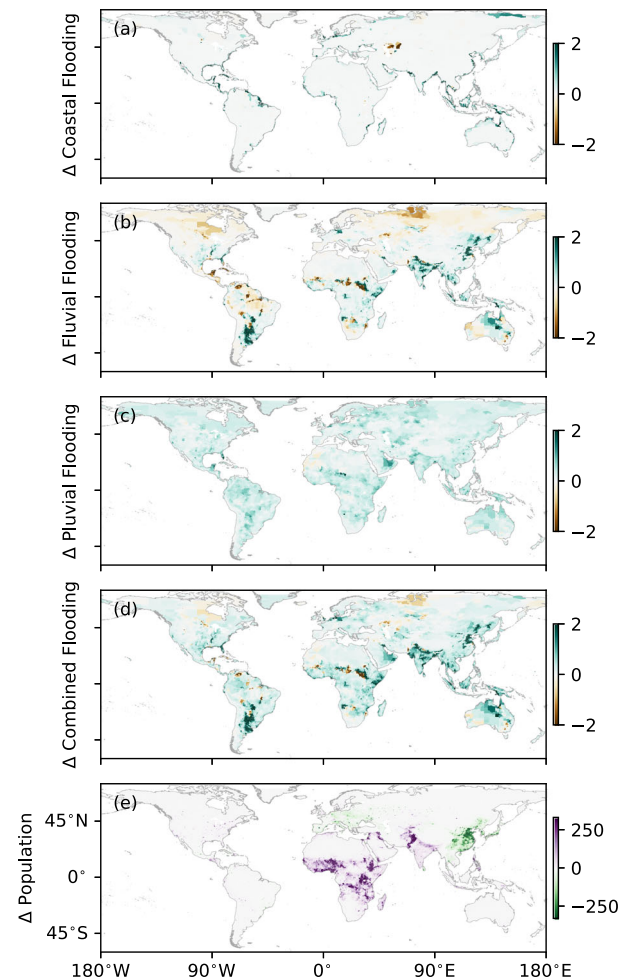 (a)
Δ Coastal Flooding
2
0
−2
(b)
Δ Fluvial Flooding
2
0
−2
(c)
Δ Pluvial Flooding
2
0
−2
(d)
Δ Combined Flooding
2
0
−2
(e)
Δ Population
45°N
0°
45°S
250
0
−250
180°W 90°W 0° 90°E 180°E